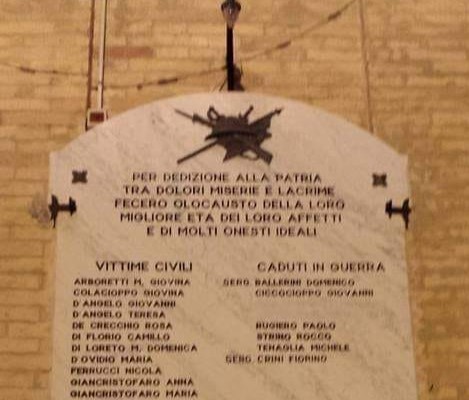 PER DEDIZIONE ALLA PATRIA
TRA DOLORI MISERIE E LACRIME
FECERO OLOCAUSTO DELLA LORO
MIGLIORE ETA DEI LORO AFFETTI
E DI MOLTI ONESTI IDEALI
VITTIME CIVILI
ARBORETTI M. GIOVINA
COLACIOPPO GIOVINA
D'ANGELO GIOVANNI
D'ANGELO TERESA
DE CRECCHIO ROSA
DI FLORIO CAMILLO
DI LORETO M. DOMENICA
D'OVIDIO MARIA
FERRUCCI NICOLA
GIANCRISTOFARO ANNA
GIANCRISTOFARO MARIA
CADUTI IN GUERRA
SERG. BALLERINI DOMENICO
CICCOCIOPPO GIOVANNI
RUGIERO PAOLO
STRINO ROCCO
TENAGLIA MICHELE
SERG. CRINI FIORINO